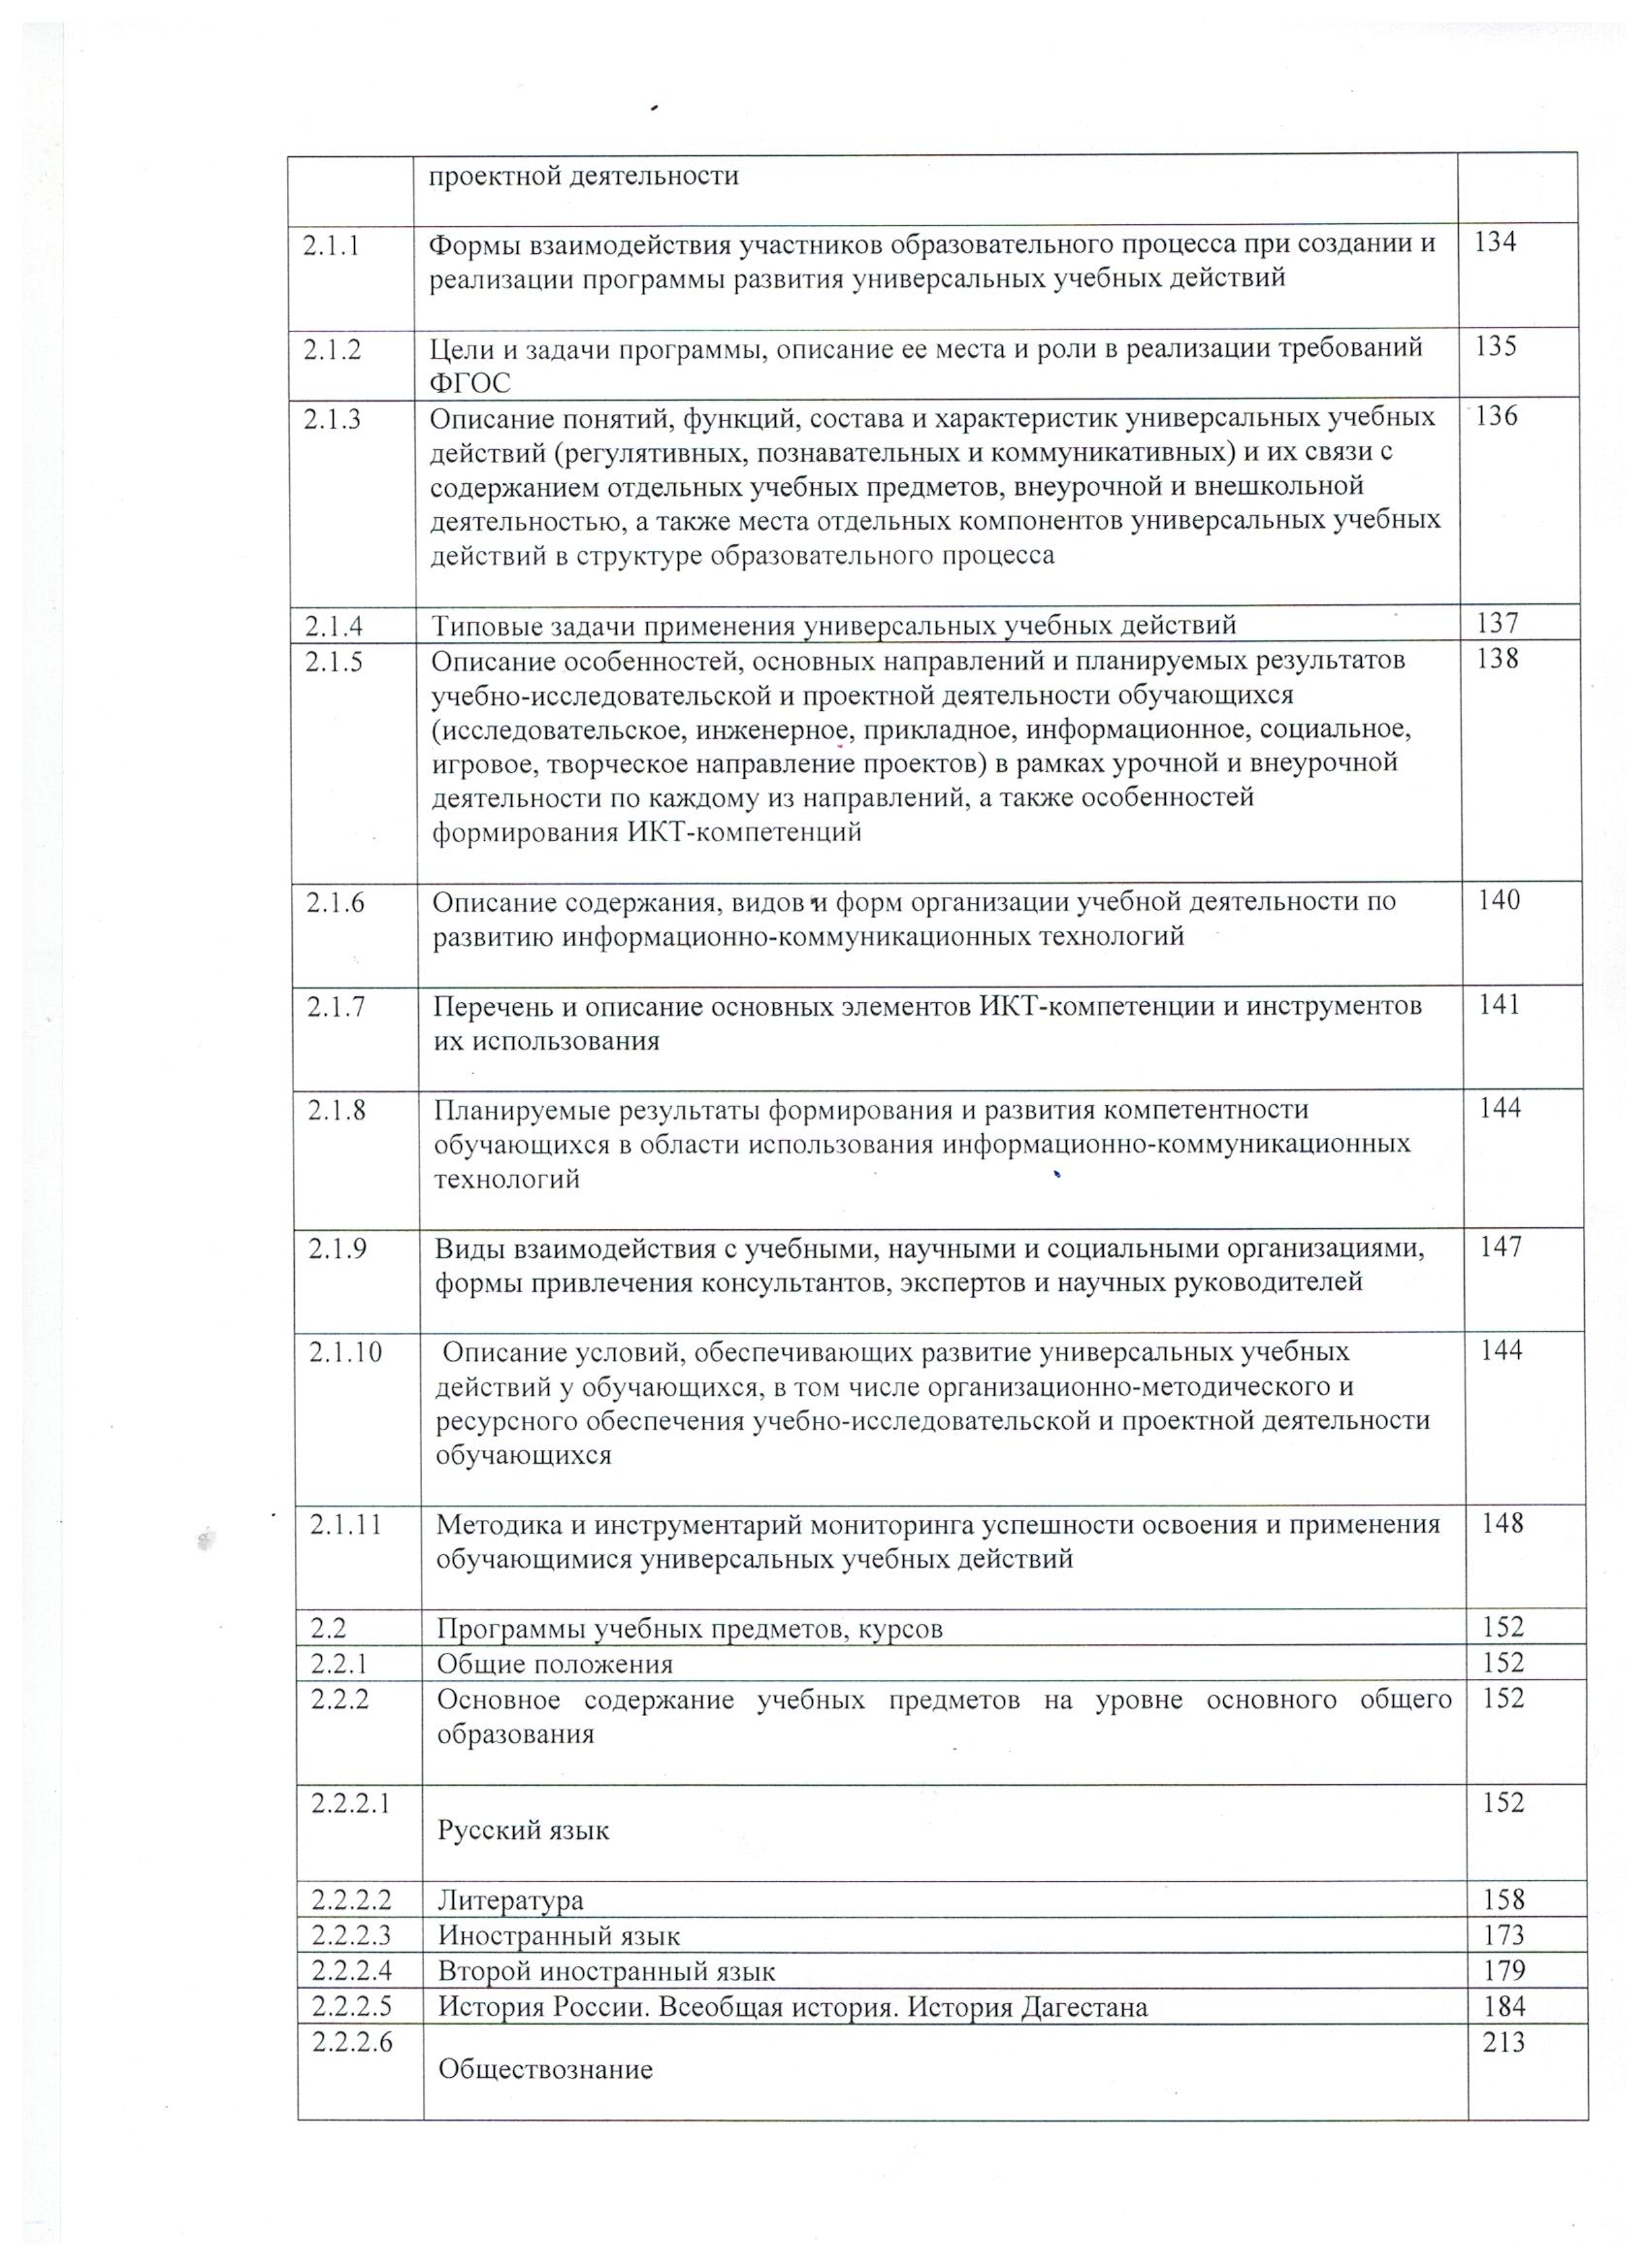 проектной деятельности
2.1.1 Формы взаимодействия участников образовательного процесса при создании и 134
реализации программы развития универсальных учебных действий
2.1.2 Цели и задачи программы, описание ее места и роли в реализации требований 135
ФГОС
2.1.3 Описание понятий, функций, состава и характеристик универсальных учебных 136
действий (регулятивных, познавательных и коммуникативных) и их связи с
содержанием отдельных учебных предметов, внеурочной и внешкольной
деятельностью, а также места отдельных компонентов универсальных учебных
действий в структуре образовательного процесса
2.1.4 Типовые задачи применения универсальных учебных действий 137
2.1.5 Описание особенностей, основных направлений и планируемых результатов 138
учебно-исследовательской и проектной деятельности обучающихся
(исследовательское, инженерное, прикладное, информационное, социальное,
игровое, творческое направление проектов) в рамках урочной и внеурочной
деятельности по каждому из направлений, а также особенностей
формирования ИКТ-компетенций
2.1.6 Описание содержания, видов и форм организации учебной деятельности по 140
развитию информационно-коммуникационных технологий
2.1.7 Перечень и описание основных элементов ИКТ-компетенции и инструментов 141
их использования
2.1.8 Планируемые результаты формирования и развития компетентности 144
обучающихся в области использования информационно-коммуникационных
технологий
2.1.9 Виды взаимодействия с учебными, научными и социальными организациями, 147
формы привлечения консультантов, экспертов и научных руководителей
2.1.10 Описание условий, обеспечивающих развитие универсальных учебных 144
действий у обучающихся, в том числе организационно-методического и
ресурсного обеспечения учебно-исследовательской и проектной деятельности
обучающихся
2.1.11 Методика и инструментарий мониторинга успешности освоения и применения 148
обучающимися универсальных учебных действий
2.2 Программы учебных предметов, курсов 152
2.2.1 Общие положения 152
2.2.2 Основное содержание учебных предметов на уровне основного общего 152
образования
2.2.2.1 152
Русский язык
2.2.2.2 Литература 158
2.2.2.3 Иностранный язык 173
2.2.2.4 Второй иностранный язык 179
2.2.2.5 История России. Всеобщая история. История Дагестана 184
2.2.2.6 213
Обществознание